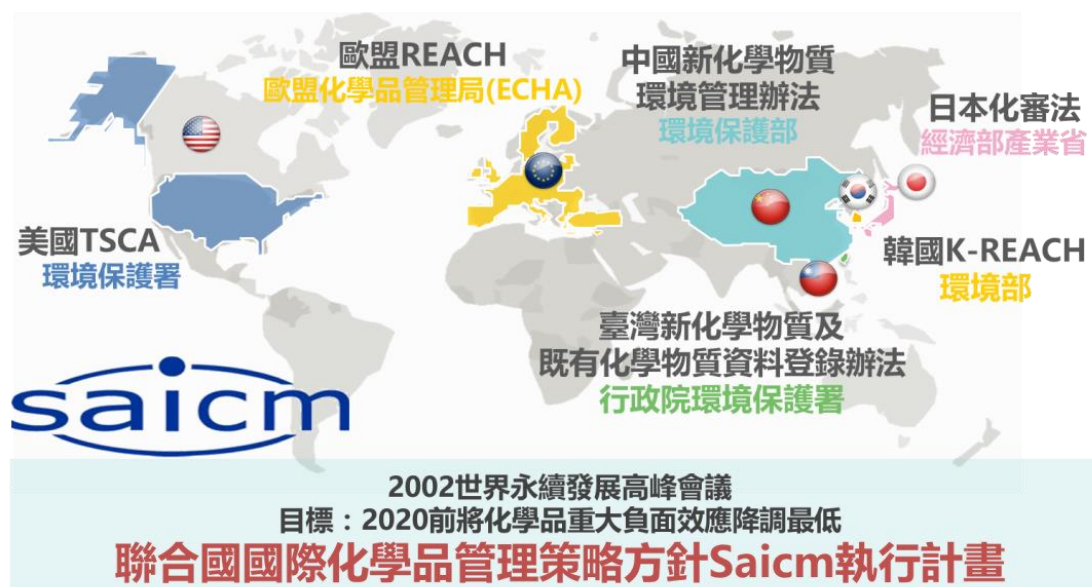 歐盟REACH
歐盟化學品管理局(ECHA)
中國新化學物質
環境管理辦法
環境保護部
日本化審法
經濟部產業省
美國TSCA
環境保護署
韓國K-REACH
環境部
臺灣新化學物質及
既有化學物質資料登錄辦法
行政院環境保護署
saicm
2002世界永續發展高峰會議
目標：2020前將化學品重大負面效應降調最低
聯合國國際化學品管理策略方針Saicm執行計畫